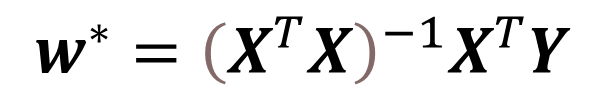 w* = (XᵀX)⁻¹XᵀY